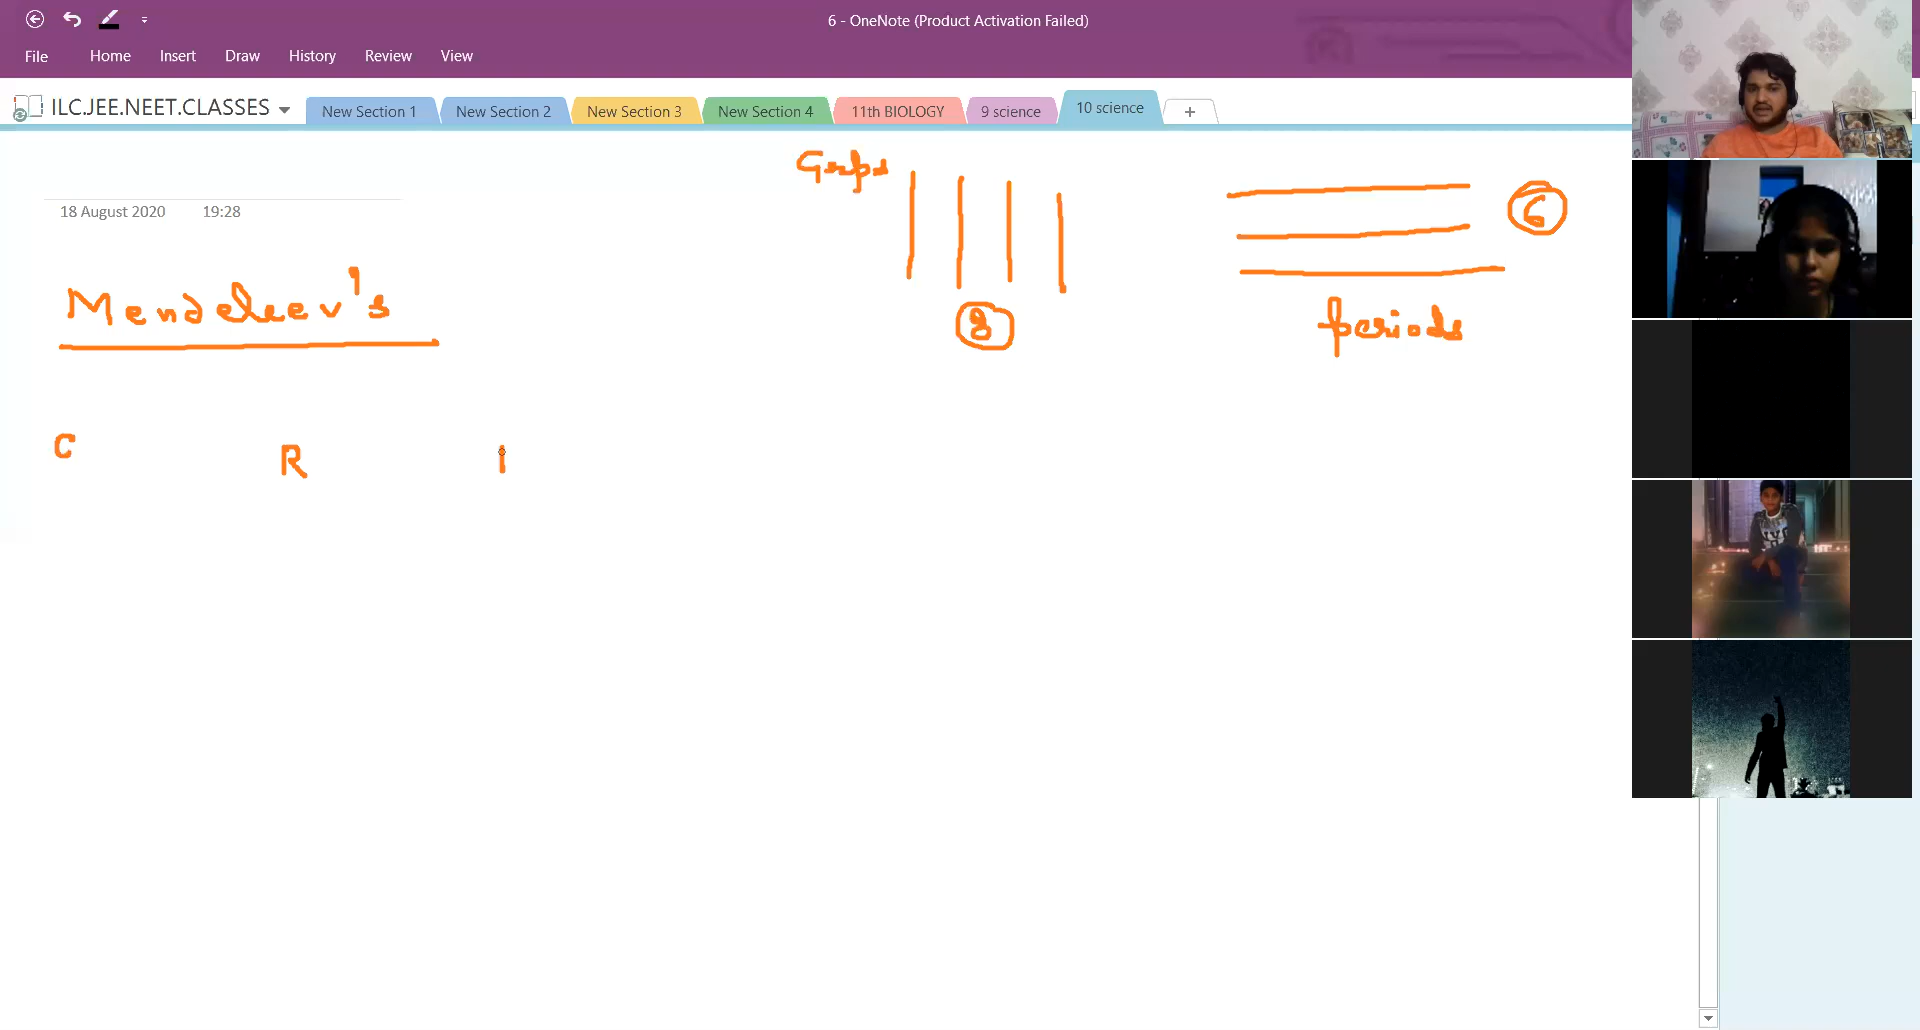 6 - OneNote (Product Activation Failed)
File Home Insert Draw History Review View
ILC.JEE.NEET.CLASSES New Section 1 New Section 2 New Section 3 New Section 4 11th BIOLOGY 9 science 10 science +
18 August 2020 19:28
Mendeleev's
Grps
8
6
periods
C R I